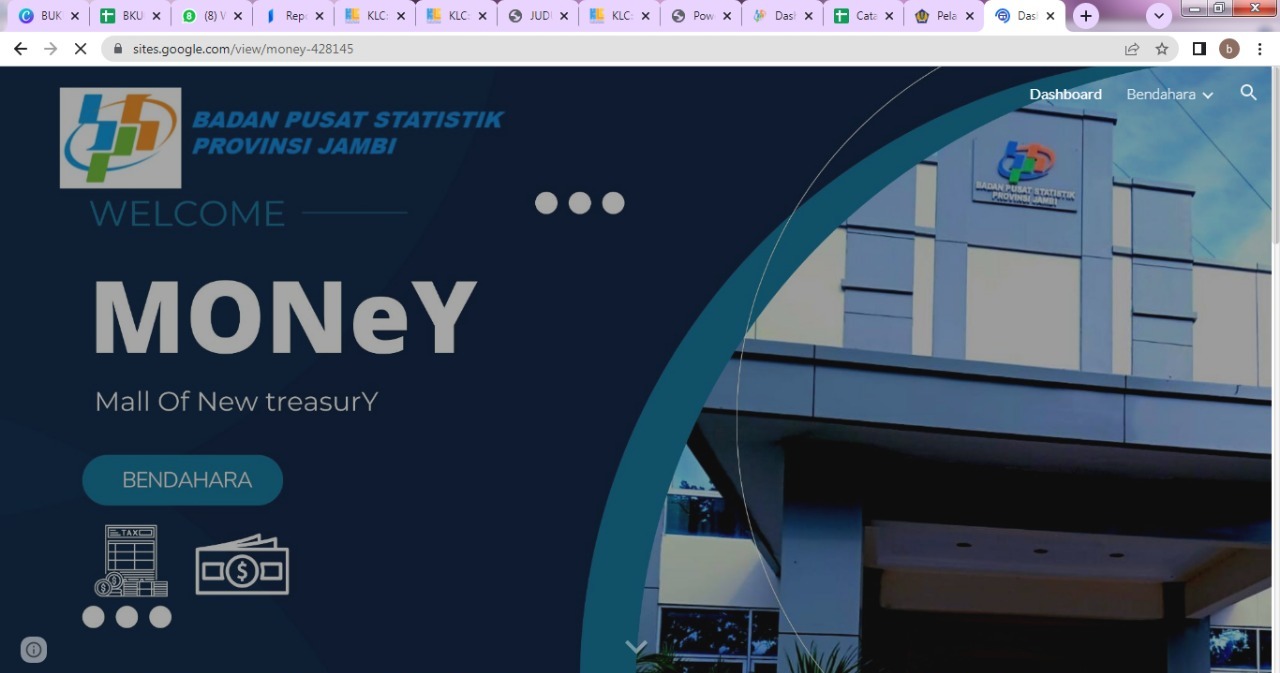 BUK
BKU
(8) V
Rep
KLC:
KLC:
JUD
KLC:
Pow
Das
Cata
Pela
Das
sites.google.com/view/money-428145
b
Dashboard
Bendahara
BADAN PUSAT STATISTIK
PROVINSI JAMBI
WELCOME
MONeY
Mall Of New treasurY
BENDAHARA
TAX
BADAN PUSAT STATISTIK
PROVINSI JAMBI